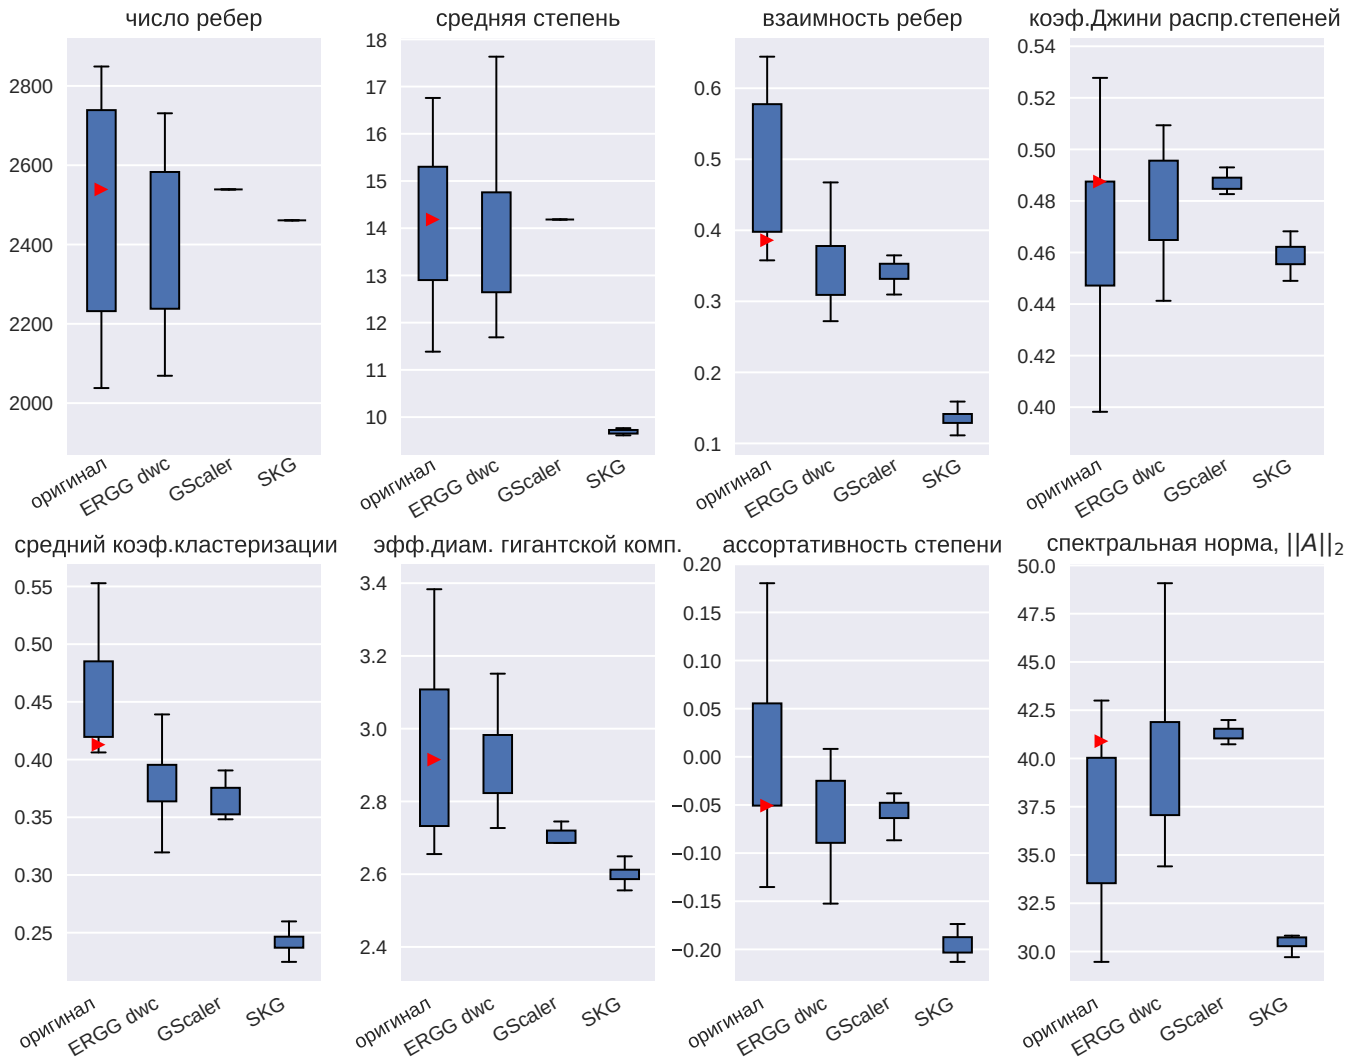 число ребер
средняя степень
взаимность ребер
коэф.Джини распр.степеней
2800
2600
2400
2200
2000
18
17
16
15
14
13
12
11
10
0.6
0.5
0.4
0.3
0.2
0.1
0.54
0.52
0.50
0.48
0.46
0.44
0.42
0.40
оригинал
ERGG dwc
GScaler
SKG
оригинал
ERGG dwc
GScaler
SKG
оригинал
ERGG dwc
GScaler
SKG
оригинал
ERGG dwc
GScaler
SKG
средний коэф.кластеризации
эфф.диам. гигантской комп.
ассортативность степени
спектральная норма, ||A||₂
0.55
0.50
0.45
0.40
0.35
0.30
0.25
3.4
3.2
3.0
2.8
2.6
2.4
0.20
0.15
0.10
0.05
0.00
−0.05
−0.10
−0.15
−0.20
50.0
47.5
45.0
42.5
40.0
37.5
35.0
32.5
30.0
оригинал
ERGG dwc
GScaler
SKG
оригинал
ERGG dwc
GScaler
SKG
оригинал
ERGG dwc
GScaler
SKG
оригинал
ERGG dwc
GScaler
SKG